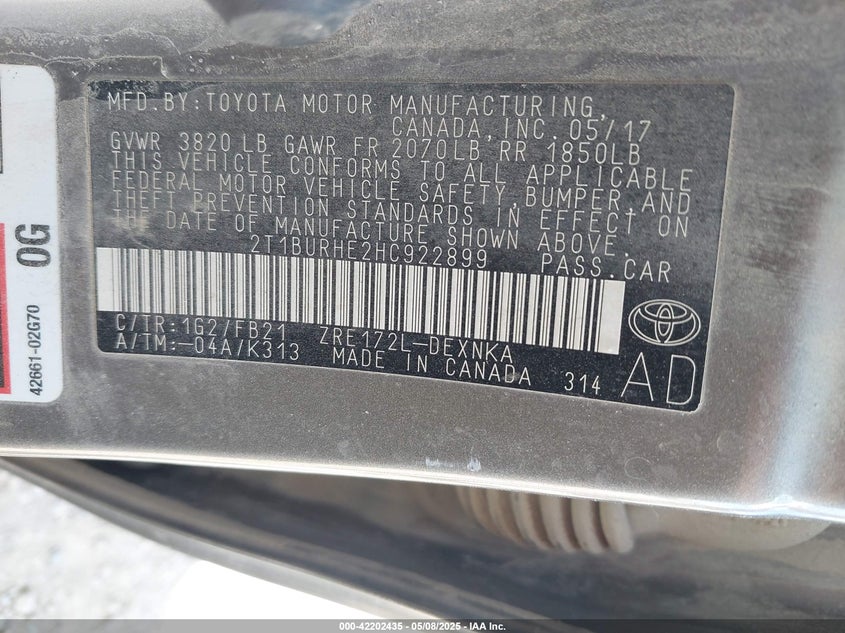 MFD.BY:TOYOTA MOTOR MANUFACTURING,
CANADA,INC. 05/17
GVWR 3820 LB GAWR FR 2070LB RR 1850LB
THIS VEHICLE CONFORMS TO ALL APPLICABLE
FEDERAL MOTOR VEHICLE SAFETY,BUMPER,AND
THEFT PREVENTION STANDARDS IN EFFECT ON
THE DATE OF MANUFACTURE SHOWN ABOVE.
2T1BURHE2HC922899 PASS.CAR
C/TR:1G2/FB21 ZRE172L-DEXNKA
A/TM:-04A/K313 MADE IN CANADA 314
AD
0G
42661-02G70
000-42202435 - 05/08/2025 - IAA Inc.